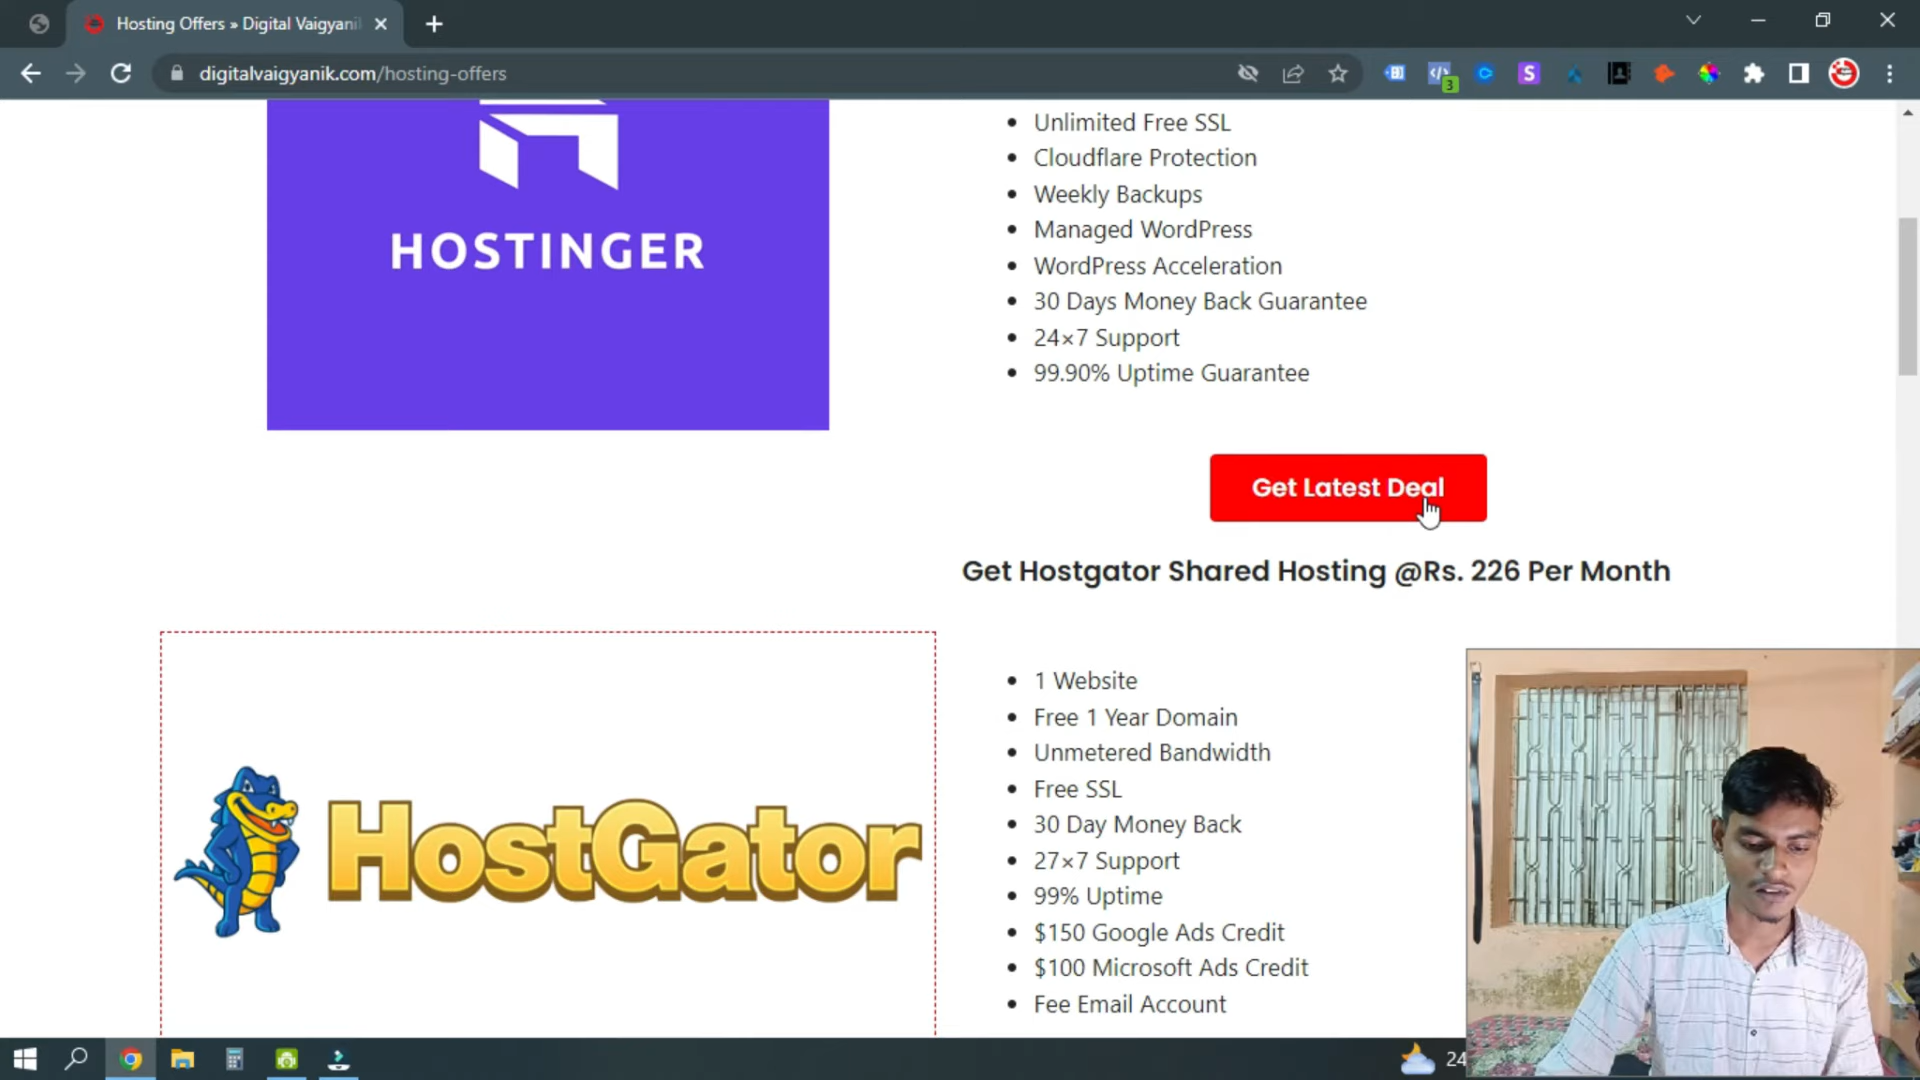 Hosting Offers » Digital Vaigyani
digitalvaigyanik.com/hosting-offers
3
S
HOSTINGER
Unlimited Free SSL
Cloudflare Protection
Weekly Backups
Managed WordPress
WordPress Acceleration
30 Days Money Back Guarantee
24×7 Support
99.90% Uptime Guarantee
Get Latest Deal
Get Hostgator Shared Hosting @Rs. 226 Per Month
HostGator
1 Website
Free 1 Year Domain
Unmetered Bandwidth
Free SSL
30 Day Money Back
27×7 Support
99% Uptime
$150 Google Ads Credit
$100 Microsoft Ads Credit
Fee Email Account
24